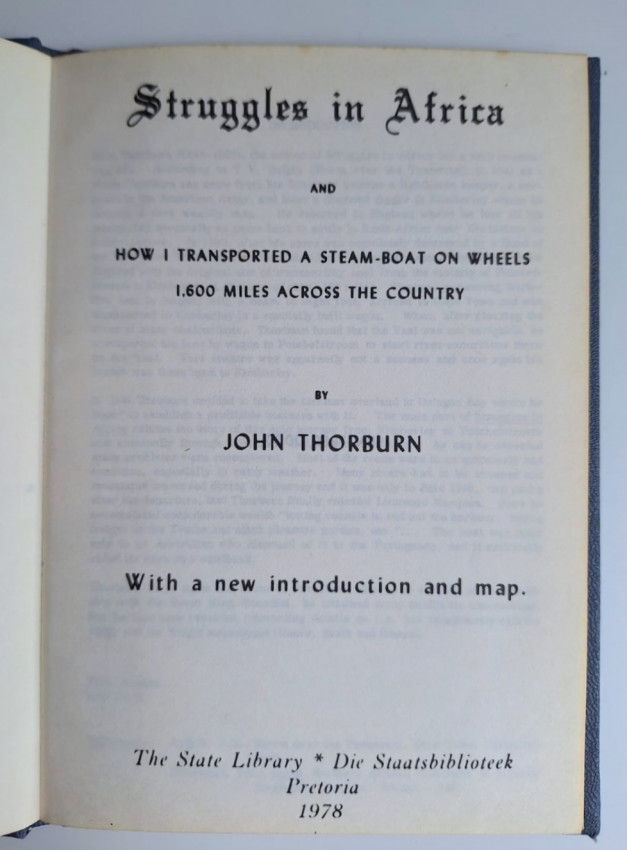 Struggles in Africa
AND
HOW I TRANSPORTED A STEAM-BOAT ON WHEELS
1,600 MILES ACROSS THE COUNTRY
BY
JOHN THORBURN
With a new introduction and map.
The State Library * Die Staatsbiblioteek
Pretoria
1978